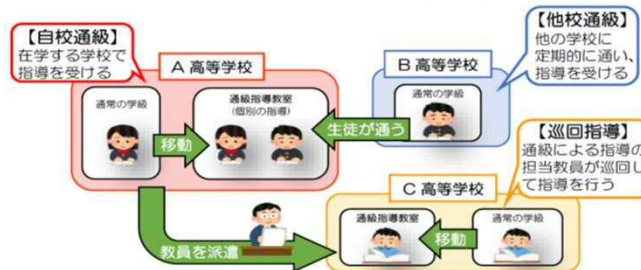 【自校通級】
在学する学校で
指導を受ける
A 高等学校
通常の学級
移動
通級指導教室
(個別の指導)
生徒が通う
B 高等学校
通常の学級
【他校通級】
他の学校に
定期的に通い、
指導を受ける
【巡回指導】
通級による指導の
担当教員が巡回し
て指導を行う
C 高等学校
通級指導教室
移動
通常の学級
教員を派遣